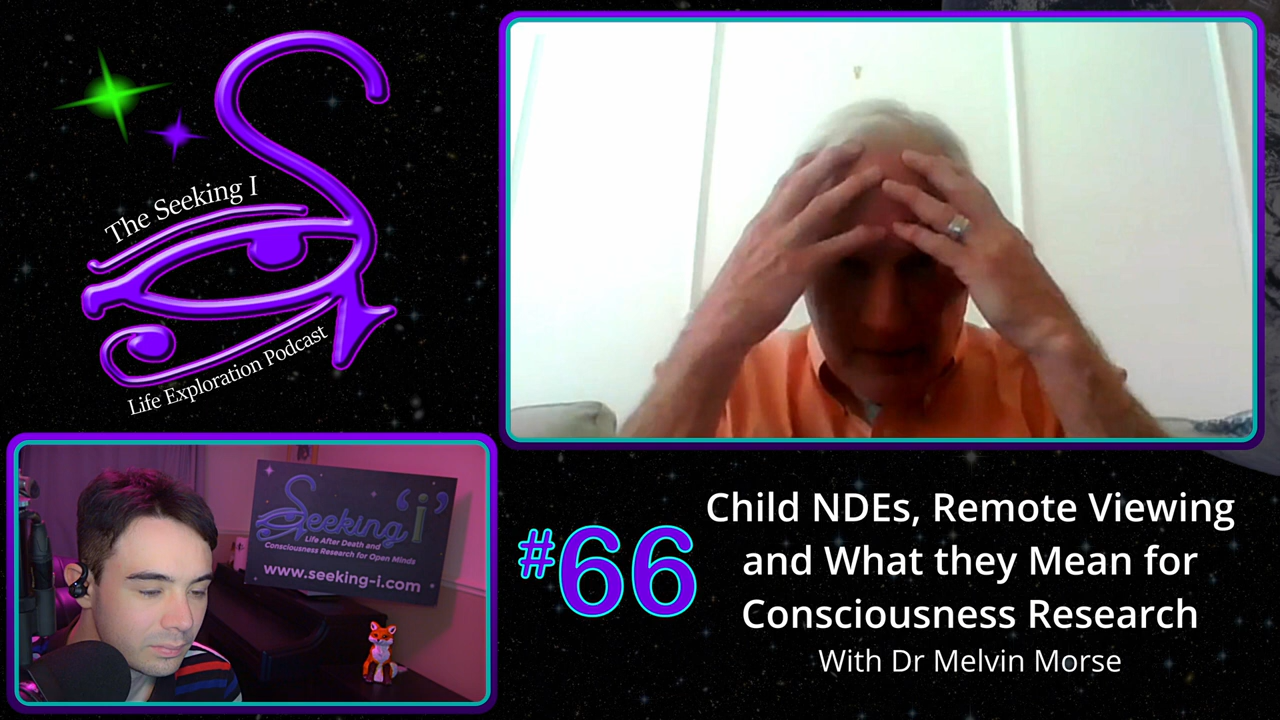 The Seeking I
Life Exploration Podcast
Seeking 'i'
Life After Death and
Consciousness Research for Open Minds
www.seeking-i.com
#66
Child NDEs, Remote Viewing
and What they Mean for
Consciousness Research
With Dr Melvin Morse